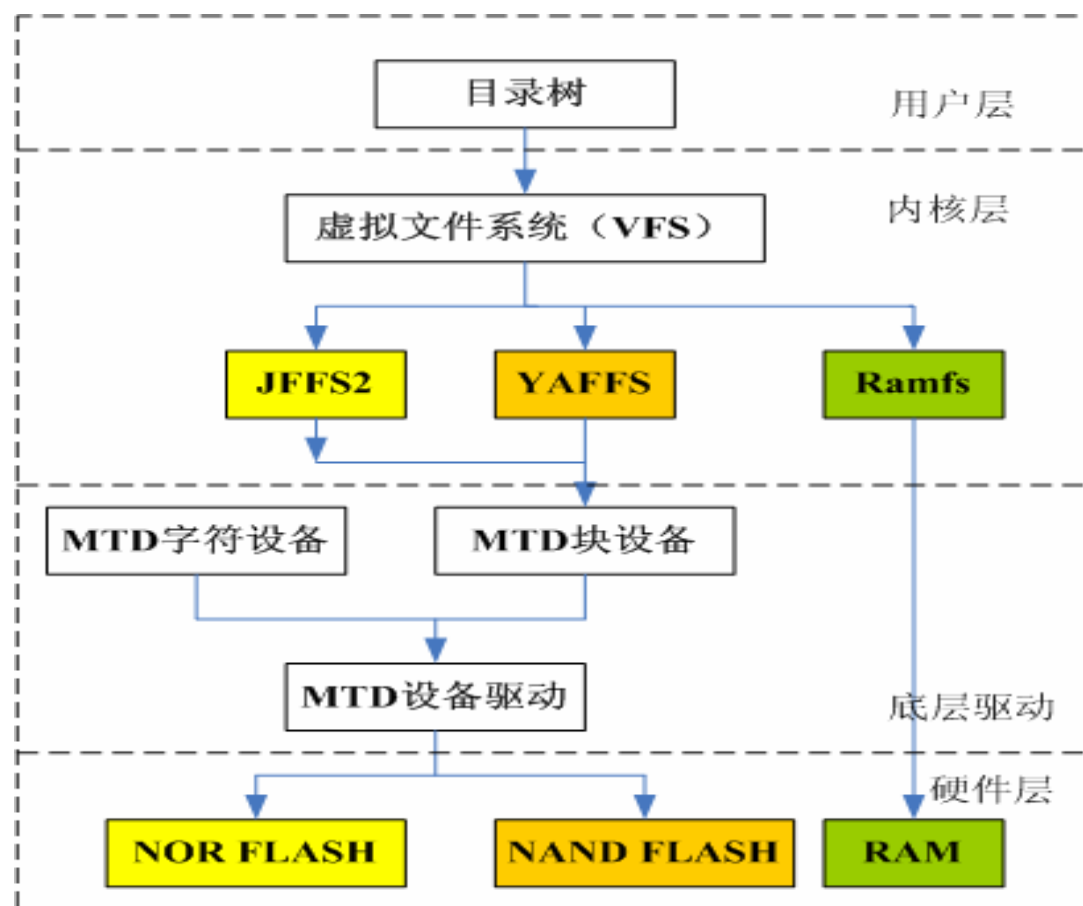 目录树
用户层
内核层
虚拟文件系统（VFS）
JFFS2
YAFFS
Ramfs
MTD字符设备
MTD块设备
MTD设备驱动
底层驱动
硬件层
NOR FLASH
NAND FLASH
RAM